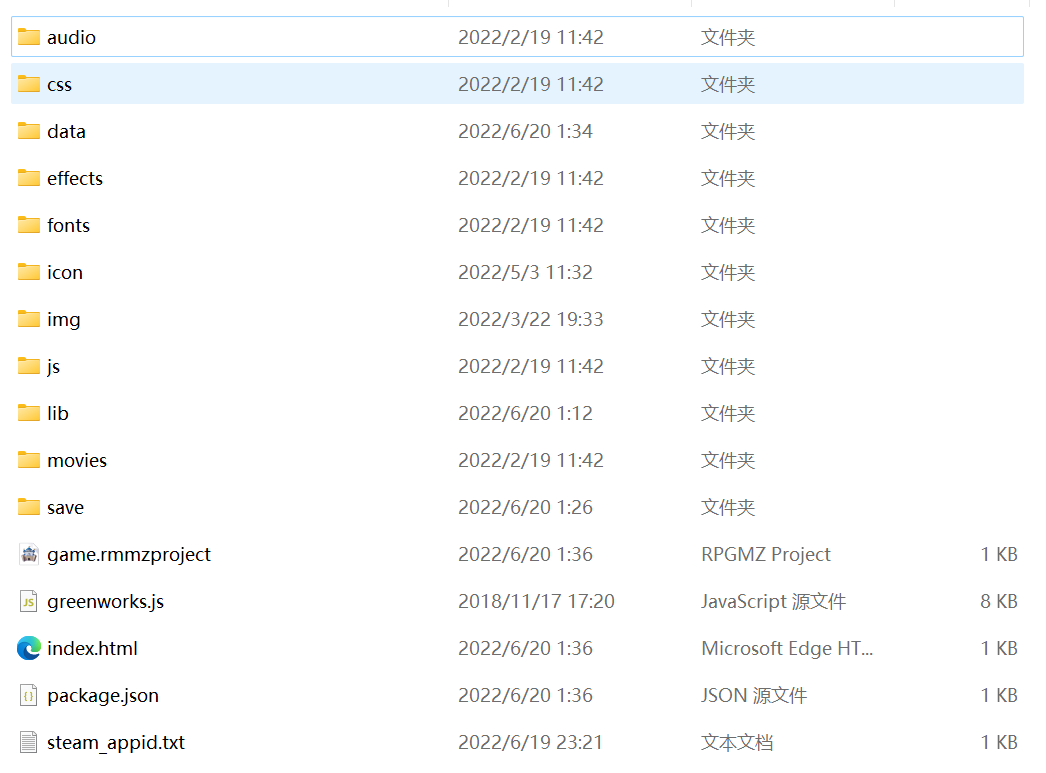 audio 2022/2/19 11:42 文件夹
css 2022/2/19 11:42 文件夹
data 2022/6/20 1:34 文件夹
effects 2022/2/19 11:42 文件夹
fonts 2022/2/19 11:42 文件夹
icon 2022/5/3 11:32 文件夹
img 2022/3/22 19:33 文件夹
js 2022/2/19 11:42 文件夹
lib 2022/6/20 1:12 文件夹
movies 2022/2/19 11:42 文件夹
save 2022/6/20 1:26 文件夹
game.rmmzproject 2022/6/20 1:36 RPGMZ Project 1 KB
greenworks.js 2018/11/17 17:20 JavaScript 源文件 8 KB
index.html 2022/6/20 1:36 Microsoft Edge HT... 1 KB
package.json 2022/6/20 1:36 JSON 源文件 1 KB
steam_appid.txt 2022/6/19 23:21 文本文档 1 KB